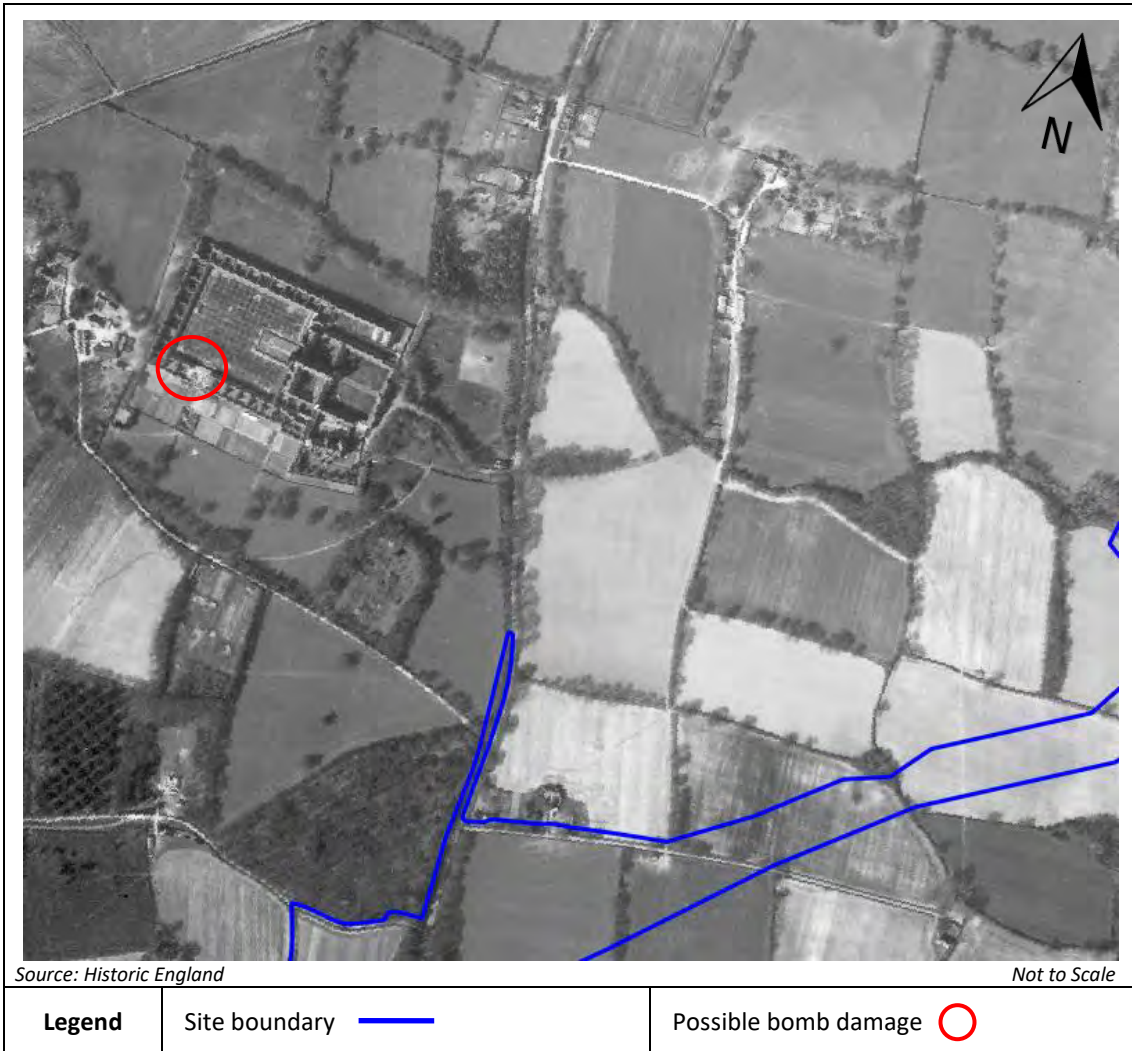 N
Source: Historic England
Not to Scale
Legend
Site boundary
Possible bomb damage